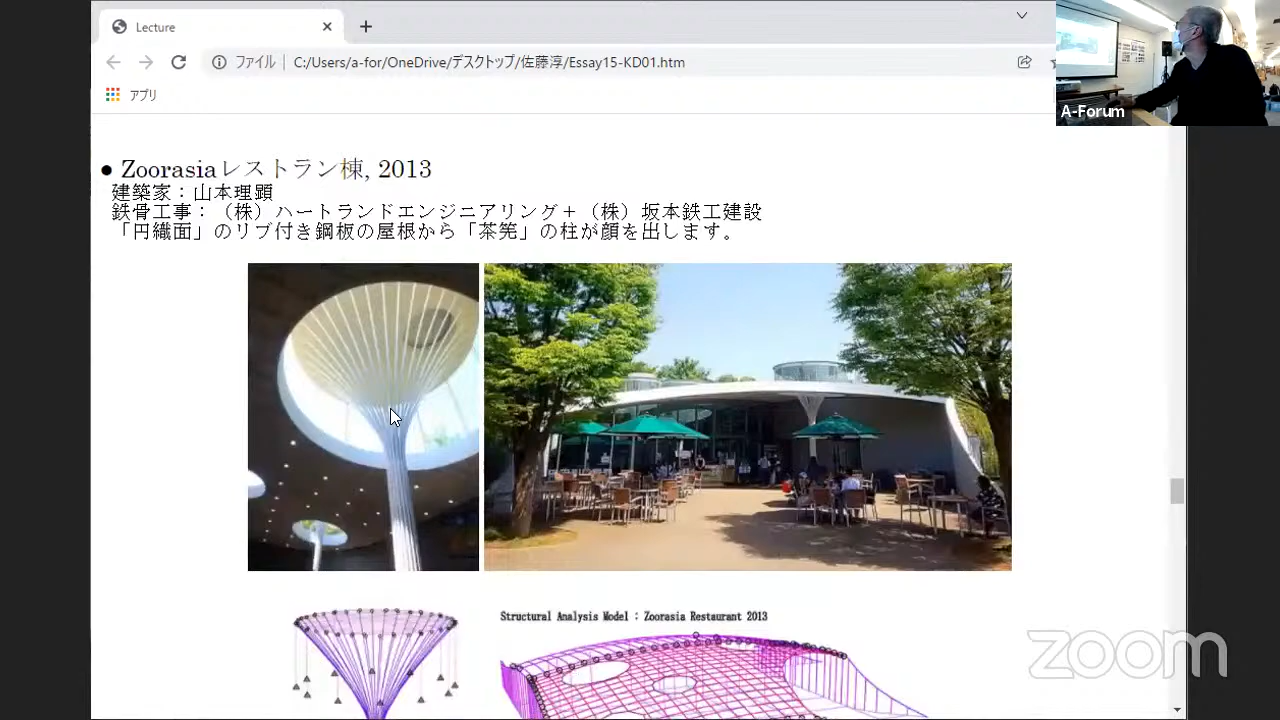 Lecture
ファイル
C:/Users/a-for/OneDrive/デスクトップ/佐藤淳/Essay15-KD01.htm
アプリ
A-Forum
● Zoorasiaレストラン棟, 2013
建築家：山本理顕
鉄骨工事：（株）ハートランドエンジニアリング＋（株）坂本鉄工建設
「円織面」のリブ付き鋼板の屋根から「茶筅」の柱が顔を出します。
Structural Analysis Model : Zoorasia Restaurant 2013
zoom